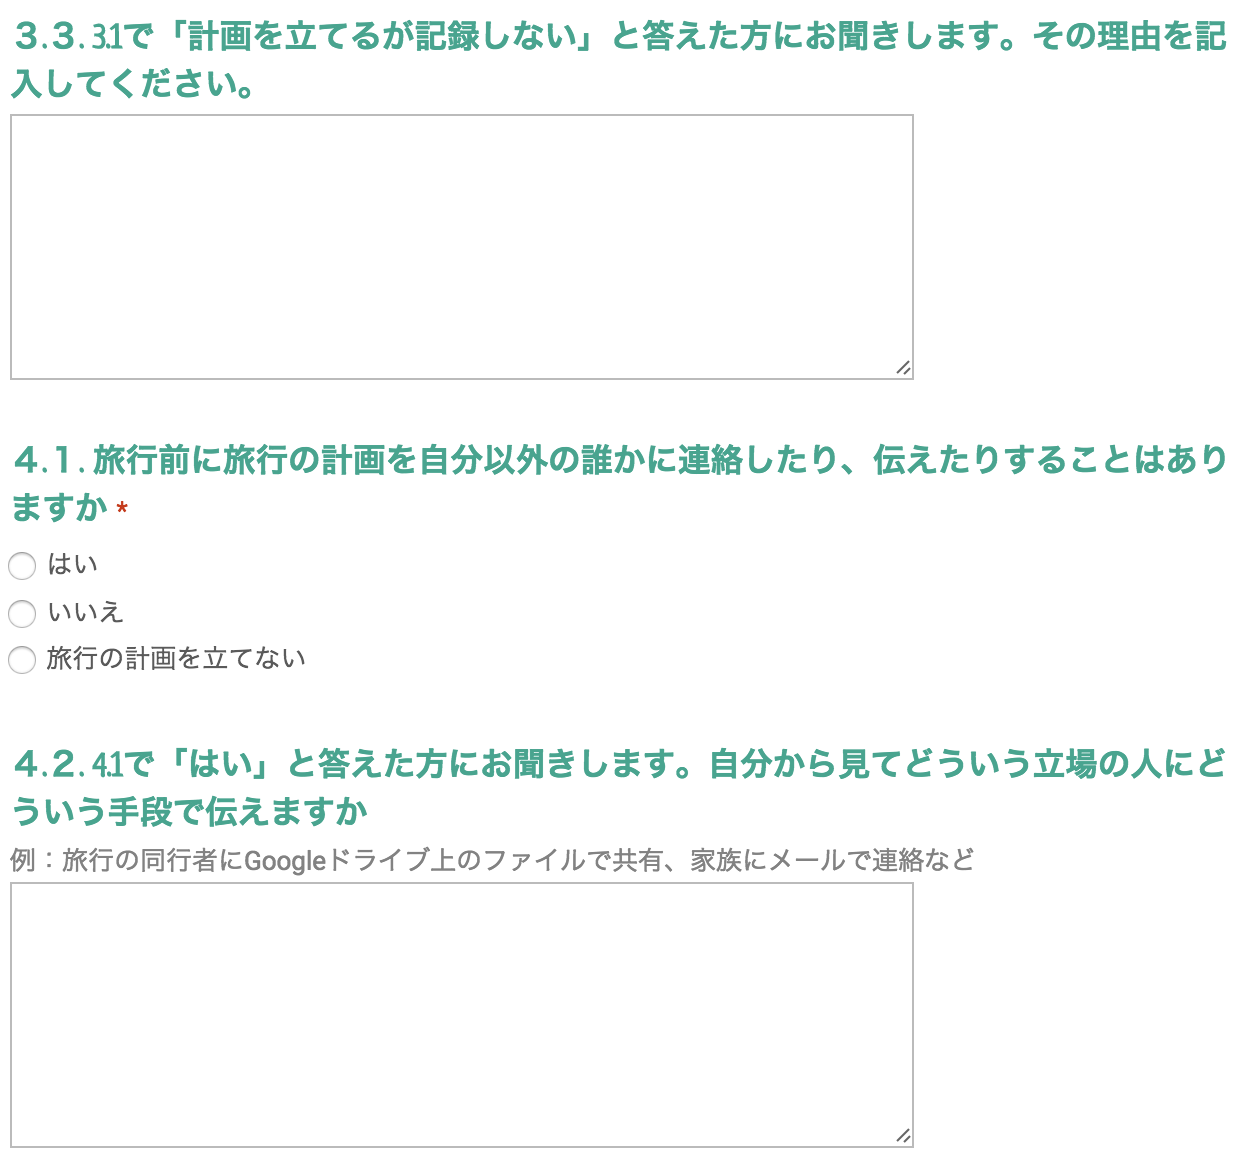 ３.３. 3.1で「計画を立てるが記録しない」と答えた方にお聞きします。その理由を記
入してください。
４.１. 旅行前に旅行の計画を自分以外の誰かに連絡したり、伝えたりすることはあり
ますか *
はい
いいえ
旅行の計画を立てない
４.２. 4.1で「はい」と答えた方にお聞きします。自分から見てどういう立場の人にど
ういう手段で伝えますか
例：旅行の同行者にGoogleドライブ上のファイルで共有、家族にメールで連絡など